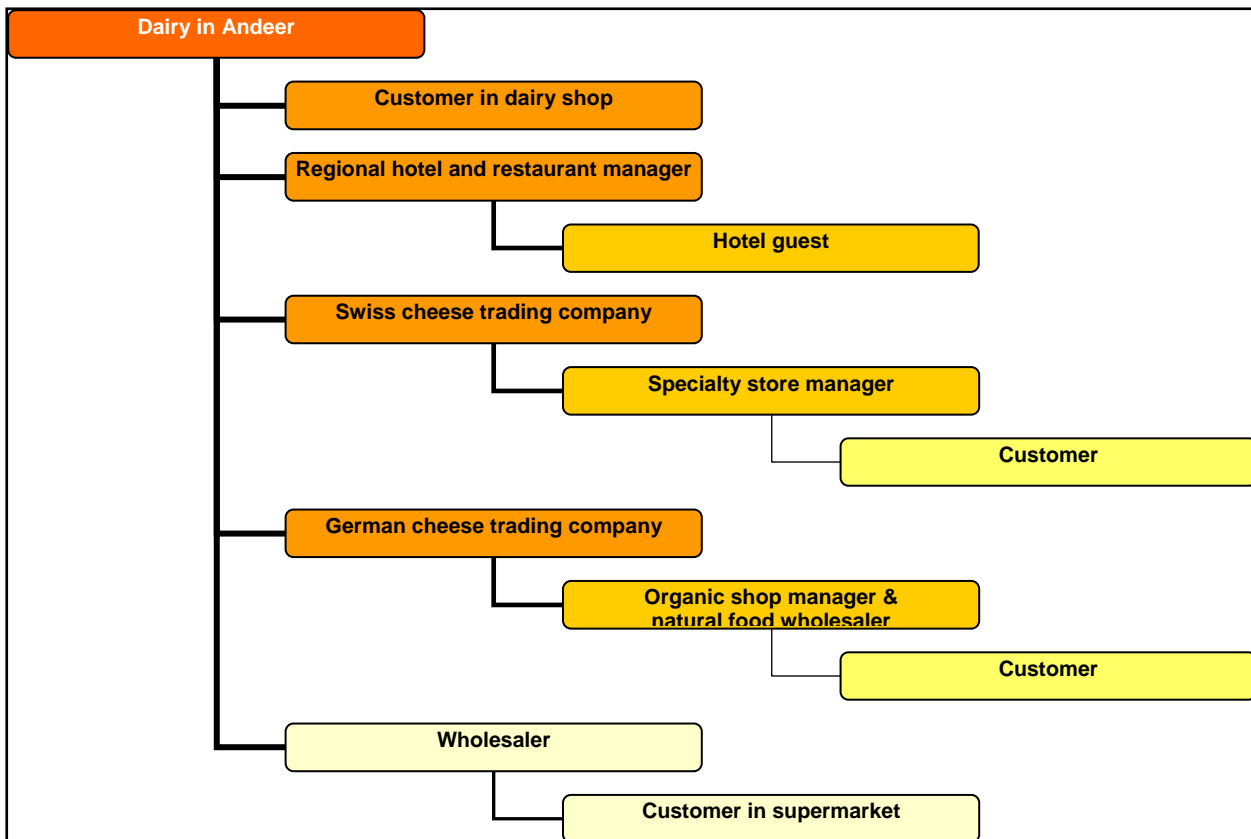 Dairy in Andeer
Customer in dairy shop
Regional hotel and restaurant manager
Hotel guest
Swiss cheese trading company
Specialty store manager
Customer
German cheese trading company
Organic shop manager &
natural food wholesaler
Customer
Wholesaler
Customer in supermarket